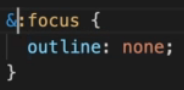 &:focus {
outline: none;
}